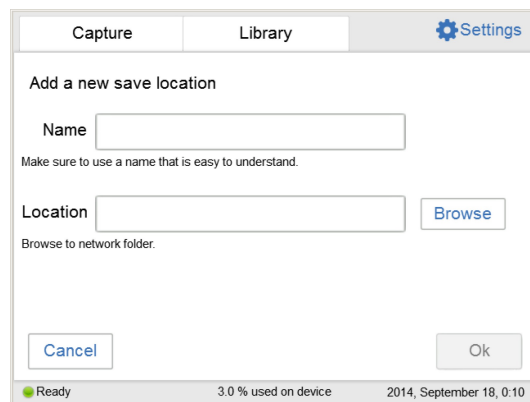 Capture Library Settings
Add a new save location
Name
Make sure to use a name that is easy to understand.
Location Browse
Browse to network folder.
Cancel Ok
Ready 3.0 % used on device 2014, September 18, 0:10